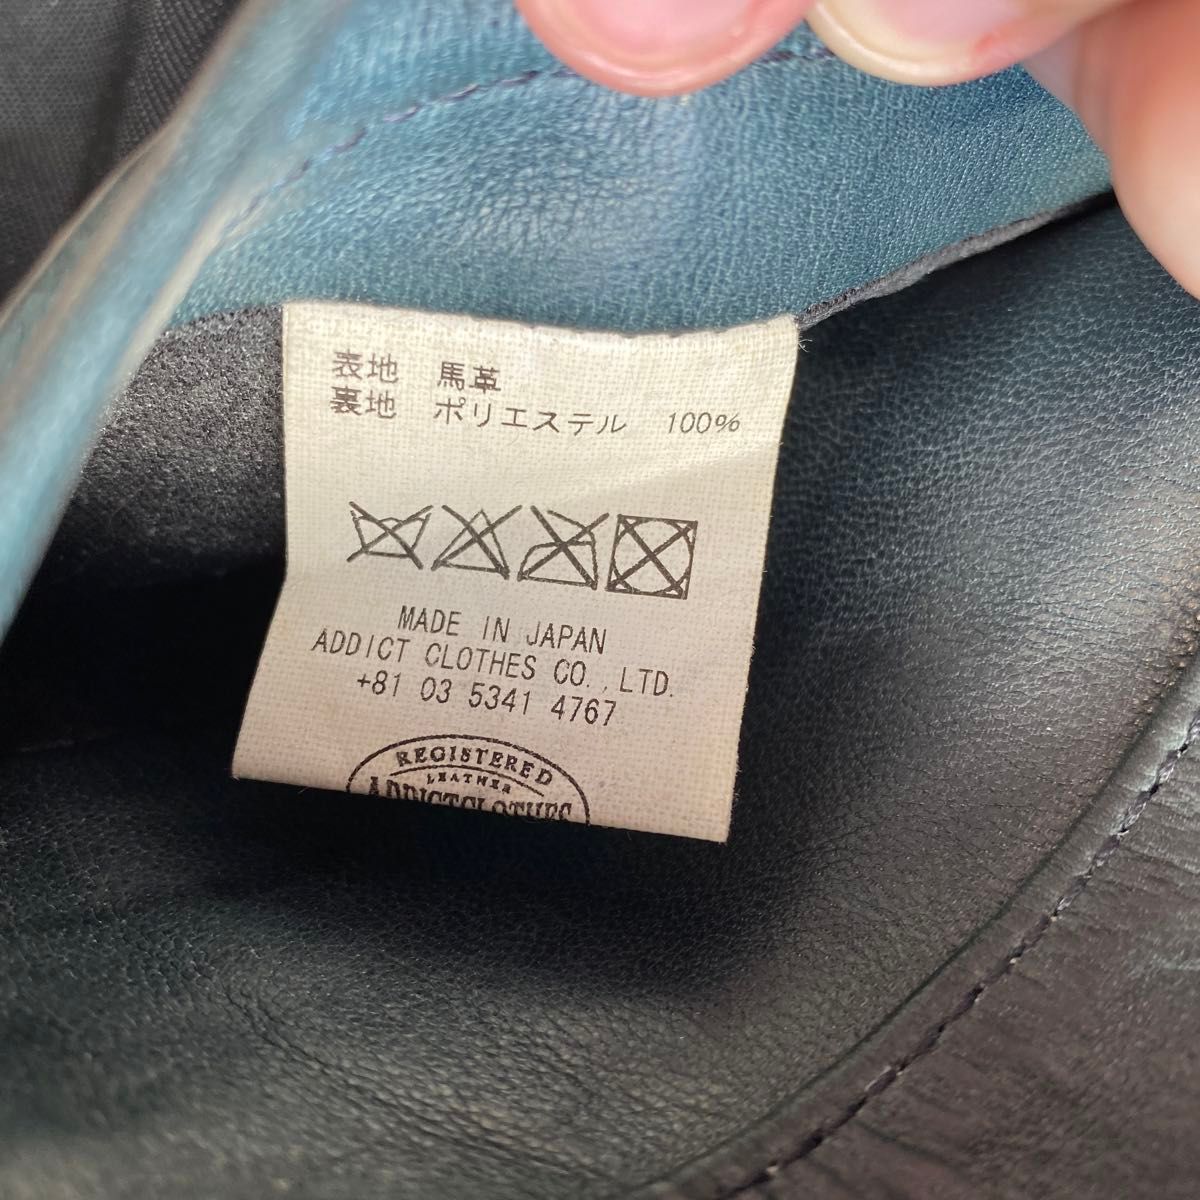 表地 馬革
裏地 ポリエステル 100%
MADE IN JAPAN
ADDICT CLOTHES CO.,LTD.
+81 03 5341 4767
REGISTERED
LEATHER
ADDICTCLOTHES